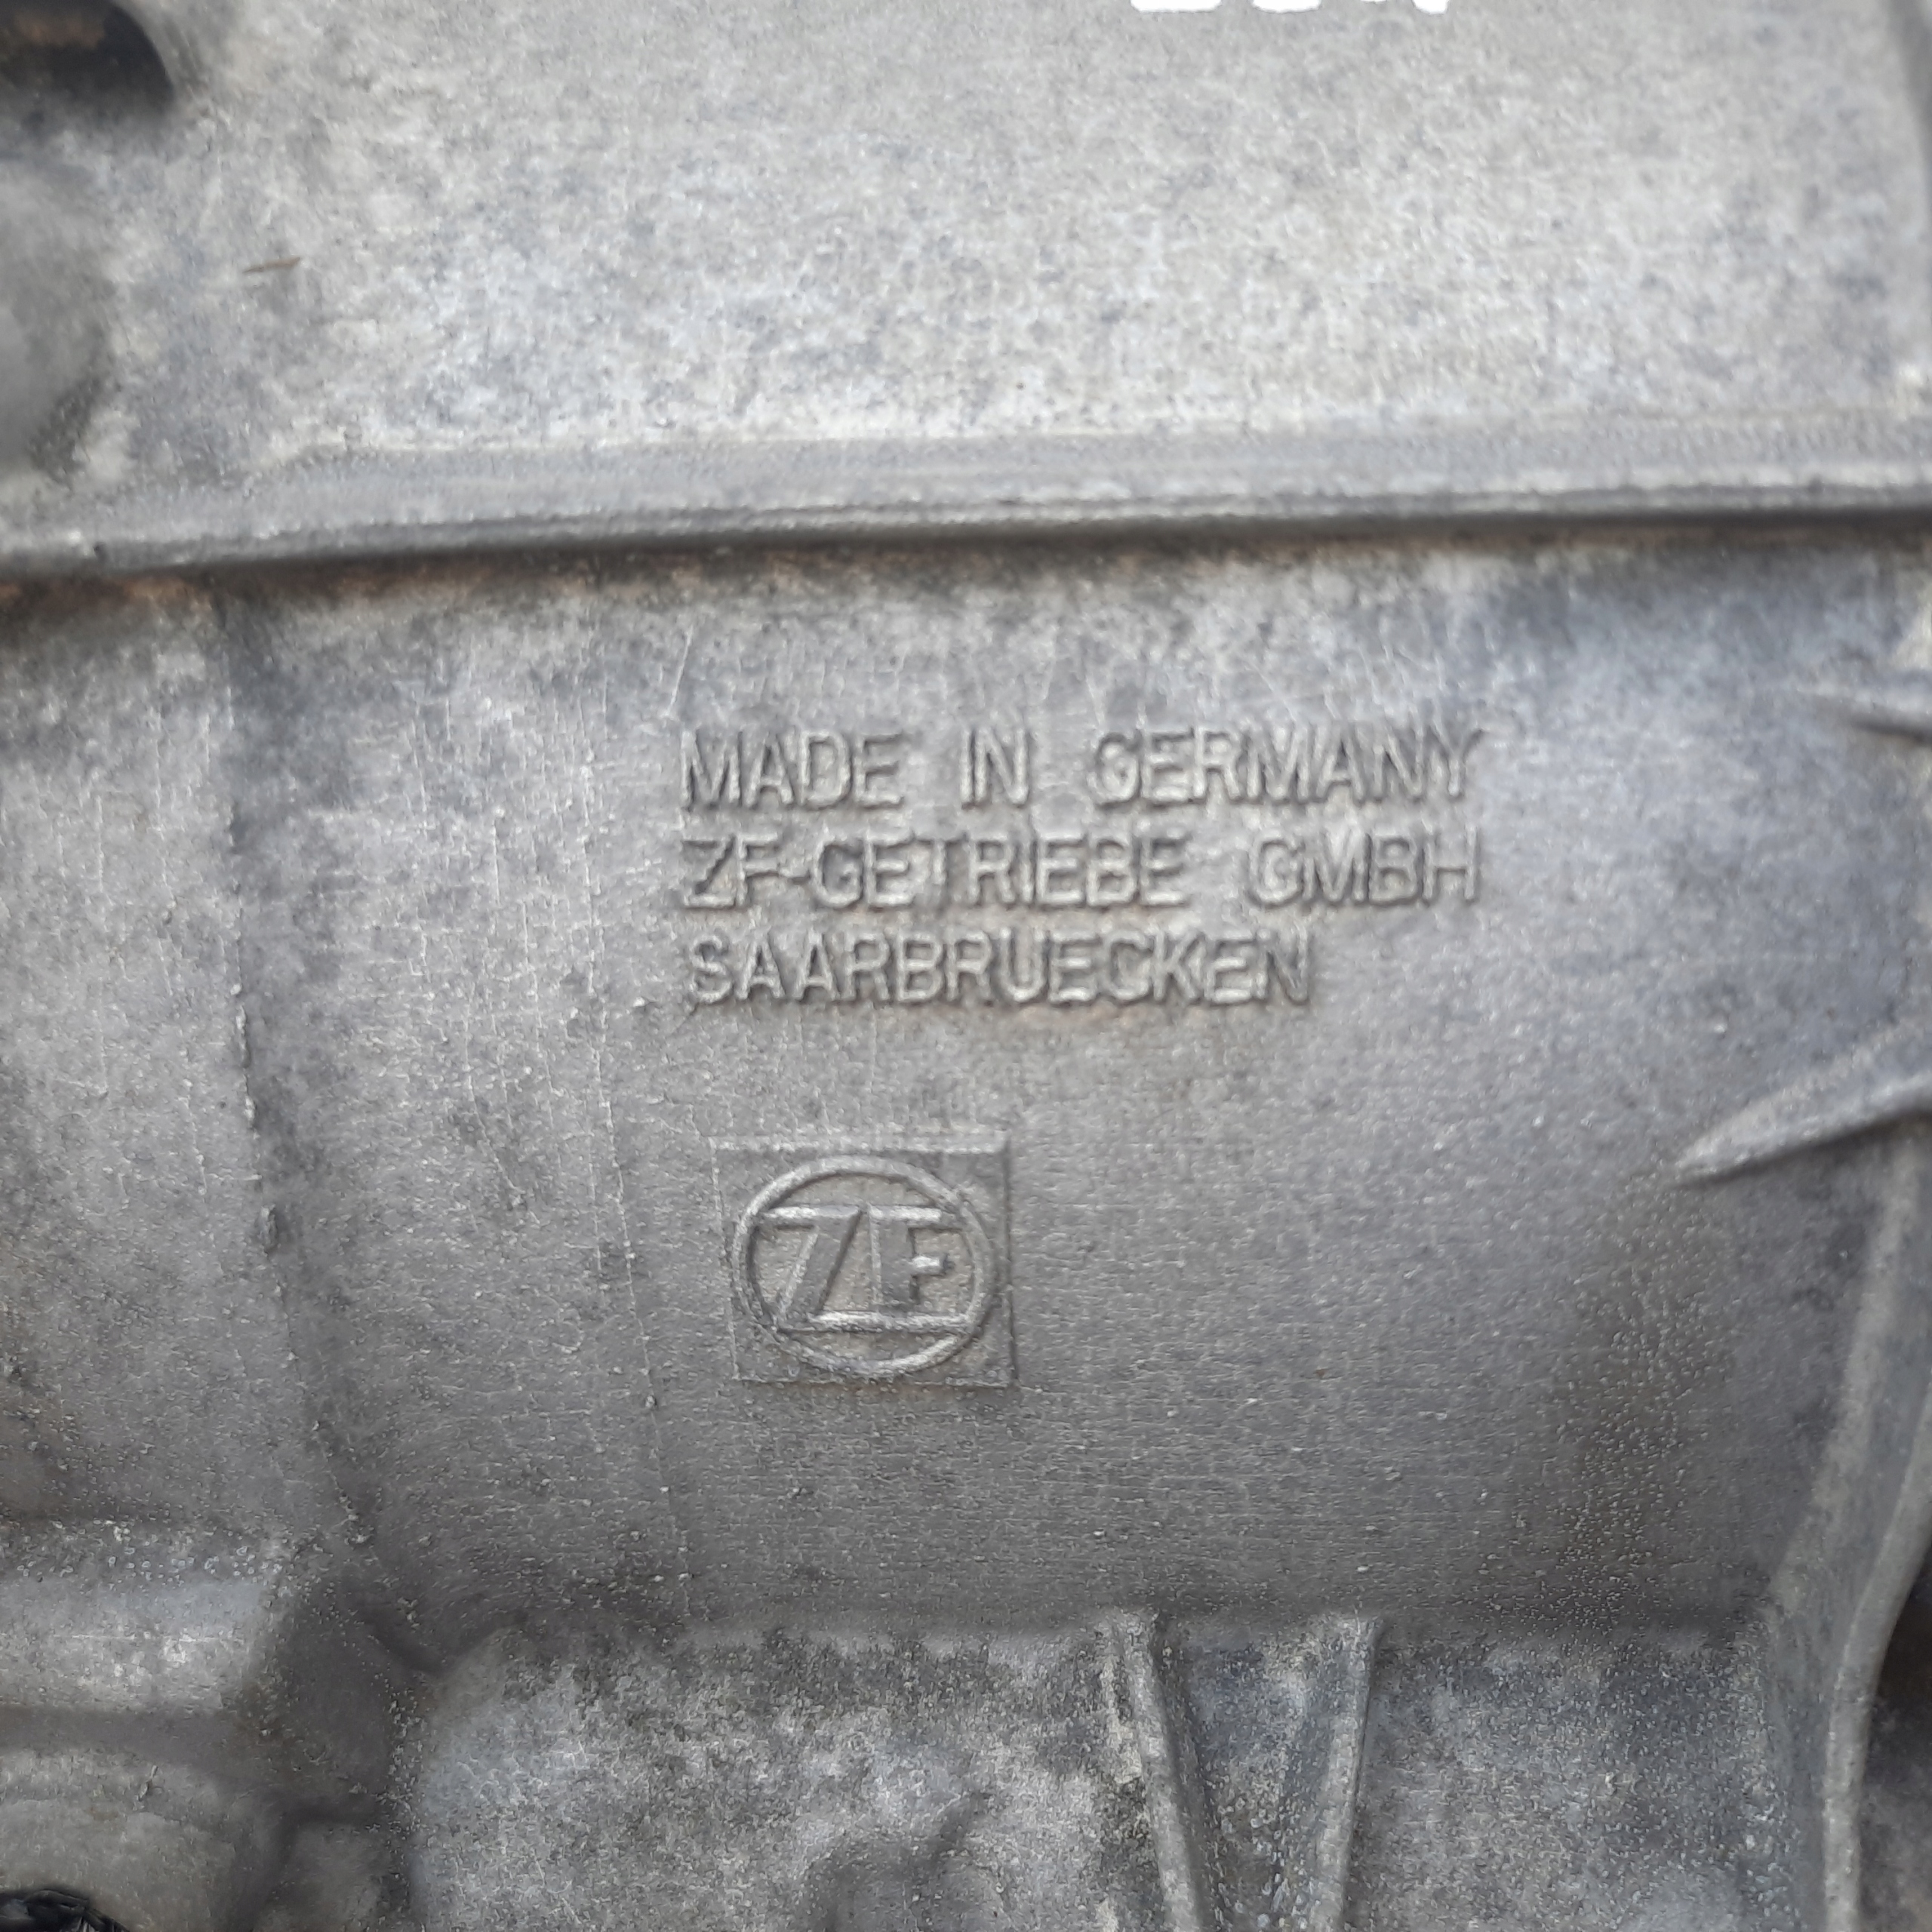 MADE IN GERMANY
ZF-GETRIEBE GMBH
SAARBRUECKEN
ZF